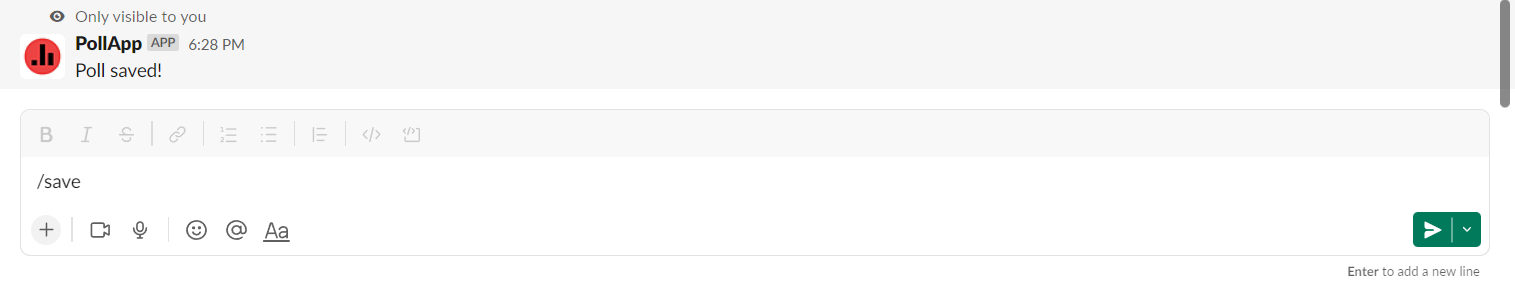 Only visible to you
PollApp APP 6:28 PM
Poll saved!
B I S
/save
Aa
Enter to add a new line